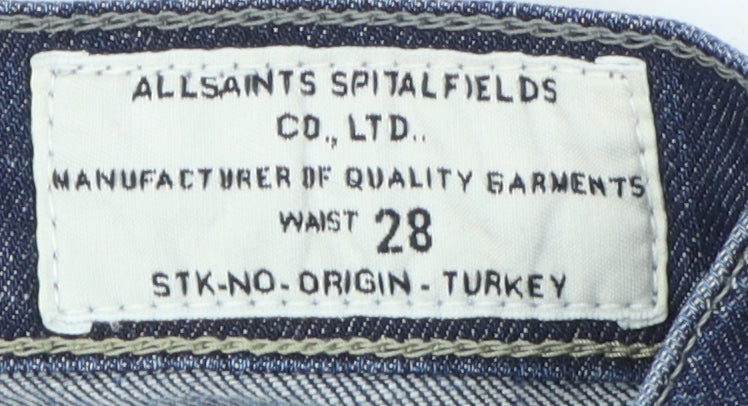 ALLSAINTS SPITALFIELDS
CO., LTD..
MANUFACTURER OF QUALITY GARMENTS
WAIST 28
STK-NO-ORIGIN - TURKEY